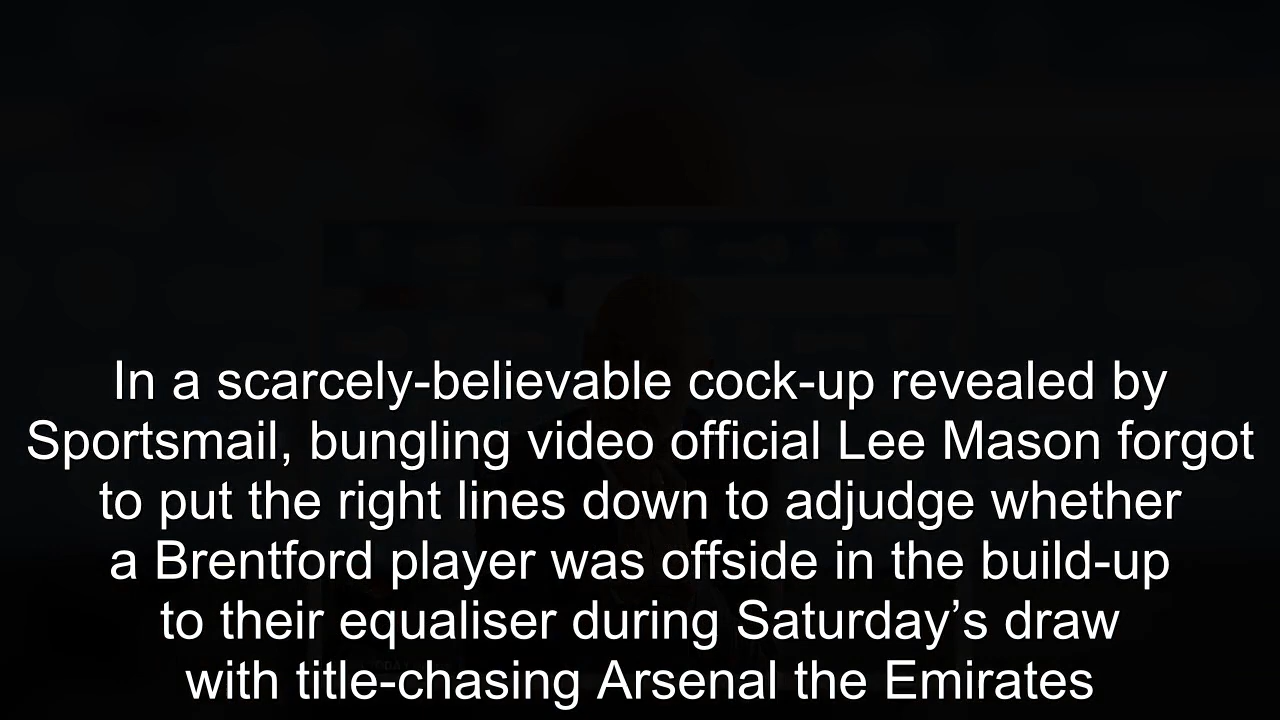 In a scarcely-believable cock-up revealed by
Sportsmail, bungling video official Lee Mason forgot
to put the right lines down to adjudge whether
a Brentford player was offside in the build-up
to their equaliser during Saturday’s draw
with title-chasing Arsenal the Emirates